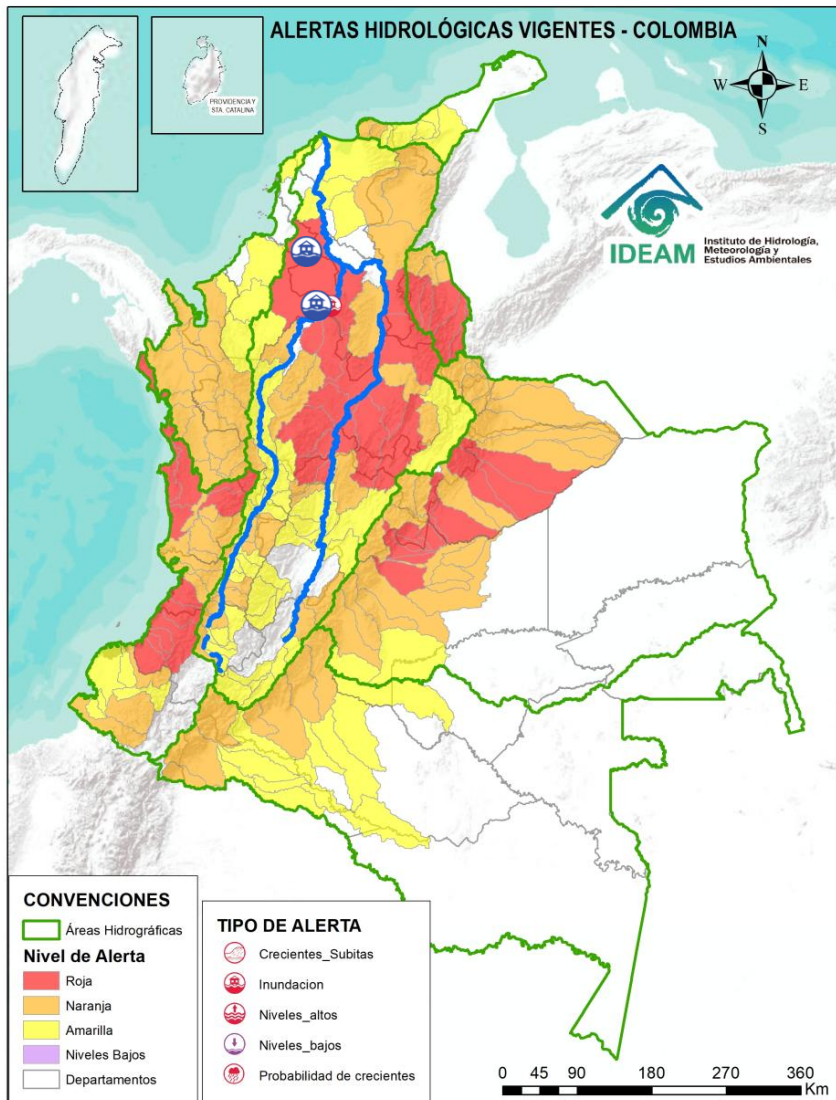 ALERTAS HIDROLÓGICAS VIGENTES - COLOMBIA
N
W
E
S
PROVIDENCIA Y
STA. CATALINA
IDEAM
Instituto de Hidrología,
Meteorología y
Estudios Ambientales
CONVENCIONES
Áreas Hidrográficas
Nivel de Alerta
Roja
Naranja
Amarilla
Niveles Bajos
Departamentos
TIPO DE ALERTA
Crecientes_Subitas
Inundacion
Niveles_altos
Niveles_bajos
Probabilidad de crecientes
0 45 90 180 270 360
Km